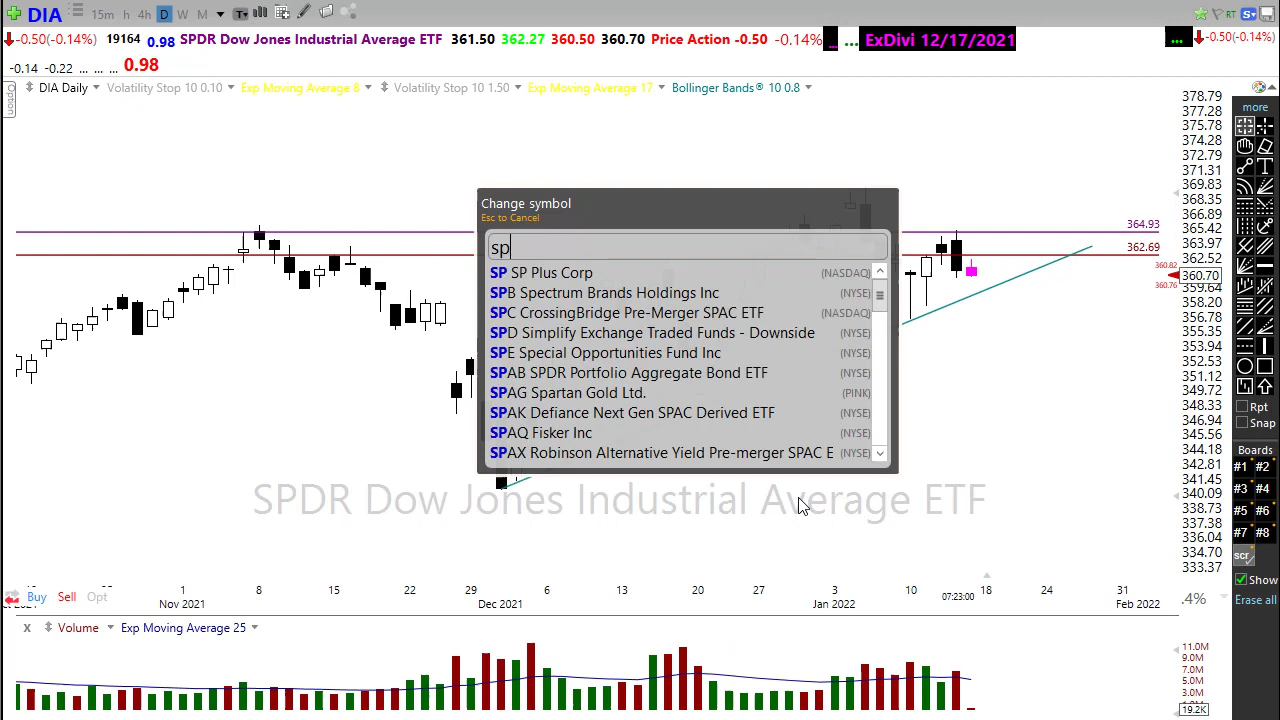 DIA 15m h 4h D W M T RT S
-0.50(-0.14%) 19164 0.98 SPDR Dow Jones Industrial Average ETF 361.50 362.27 360.50 360.70 Price Action -0.50 -0.14% ... ... ExDivi 12/17/2021 ... -0.50(-0.14%)
-0.14 -0.22 ... ... 0.98
Option
DIA Daily Volatility Stop 10 0.10 Exp Moving Average 8 Volatility Stop 10 1.50 Exp Moving Average 17 Bollinger Bands® 10 0.8
Change symbol
Esc to Cancel
sp
SP SP Plus Corp (NASDAQ)
SPB Spectrum Brands Holdings Inc (NYSE)
SPC CrossingBridge Pre-Merger SPAC ETF (NASDAQ)
SPD Simplify Exchange Traded Funds - Downside (NYSE)
SPE Special Opportunities Fund Inc (NYSE)
SPAB SPDR Portfolio Aggregate Bond ETF (NYSE)
SPAG Spartan Gold Ltd. (PINK)
SPAK Defiance Next Gen SPAC Derived ETF (NYSE)
SPAQ Fisker Inc (NYSE)
SPAX Robinson Alternative Yield Pre-merger SPAC E (NYSE)
SPDR Dow Jones Industrial Average ETF
364.93
362.69
360.82
360.76
378.79
377.28
375.78
374.28
372.79
371.31
369.83
368.35
366.89
365.42
363.97
362.52
360.70
359.64
358.20
356.78
355.35
353.94
352.53
351.12
349.72
348.33
346.94
345.56
344.18
342.81
341.45
340.09
338.73
337.38
336.04
334.70
333.37
more
Rpt
Snap
Boards
#1 #2
#3 #4
#5 #6
#7 #8
scr
Show
Erase all
1 8 15 22 29 6 13 20 27 3 10 18 24 31
Nov 2021 Dec 2021 Jan 2022 07:23:00 Feb 2022
Buy Sell Opt
.4%
X Volume Exp Moving Average 25
11.0M
9.0M
7.0M
5.0M
3.0M
19.2K